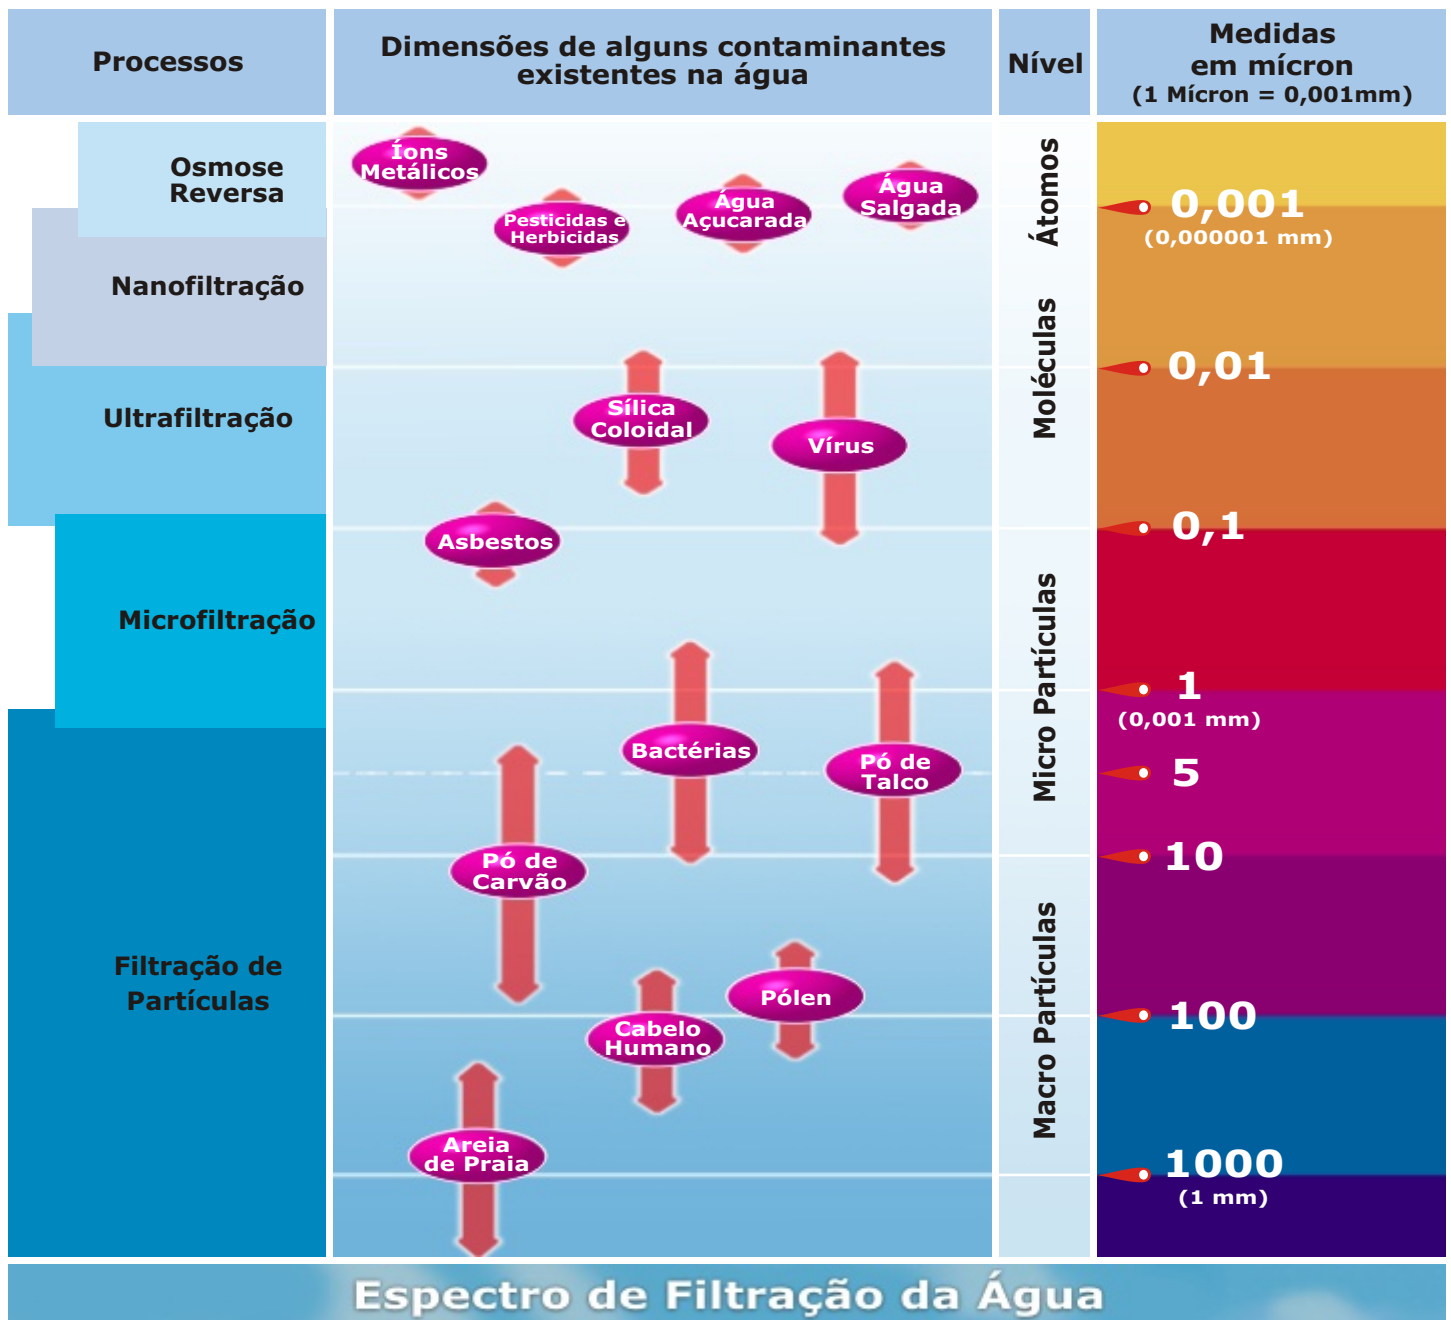 Processos
Dimensões de alguns contaminantes
existentes na água
Nível
Medidas
em mícron
(1 Mícron = 0,001mm)
Osmose
Reversa
Nanofiltração
Ultrafiltração
Microfiltração
Filtração de
Partículas
Íons
Metálicos
Pesticidas e
Herbicidas
Água
Açucarada
Água
Salgada
Sílica
Coloidal
Vírus
Asbestos
Bactérias
Pó de
Talco
Pó de
Carvão
Pólen
Cabelo
Humano
Areia
de Praia
Átomos
Moléculas
Micro Partículas
Macro Partículas
0,001
(0,000001 mm)
0,01
0,1
1
(0,001 mm)
5
10
100
1000
(1 mm)
Espectro de Filtração da Água